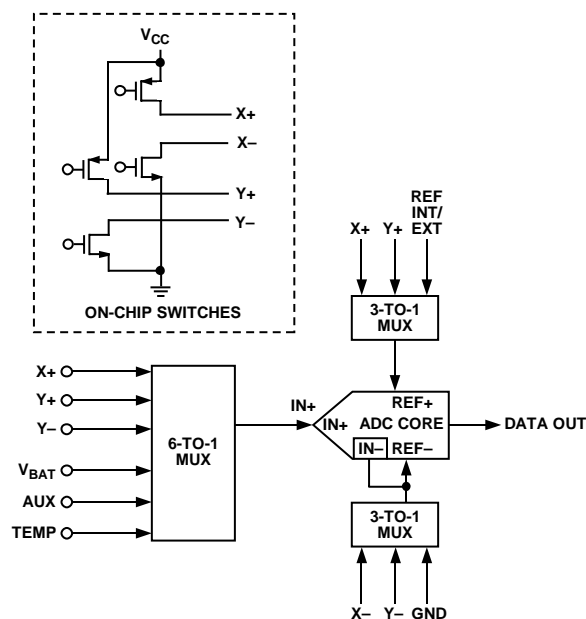 VCC
X+
X–
Y+
Y–
ON-CHIP SWITCHES
X+
Y+
REF
INT/
EXT
3-TO-1
MUX
X+
Y+
Y–
VBAT
AUX
TEMP
6-TO-1
MUX
IN+
IN+
REF+
ADC CORE
IN–
REF–
DATA OUT
3-TO-1
MUX
X–
Y–
GND